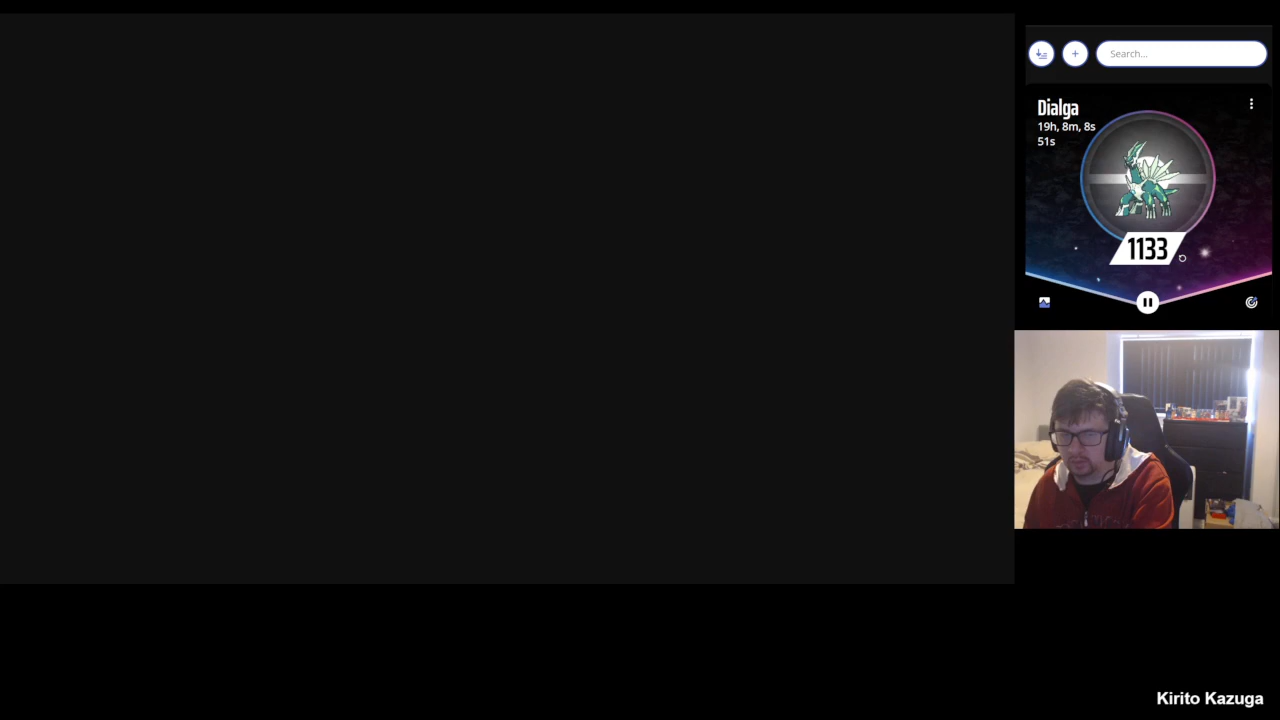 Search...
Dialga
19h, 8m, 8s
51s
1133
Kirito Kazuga